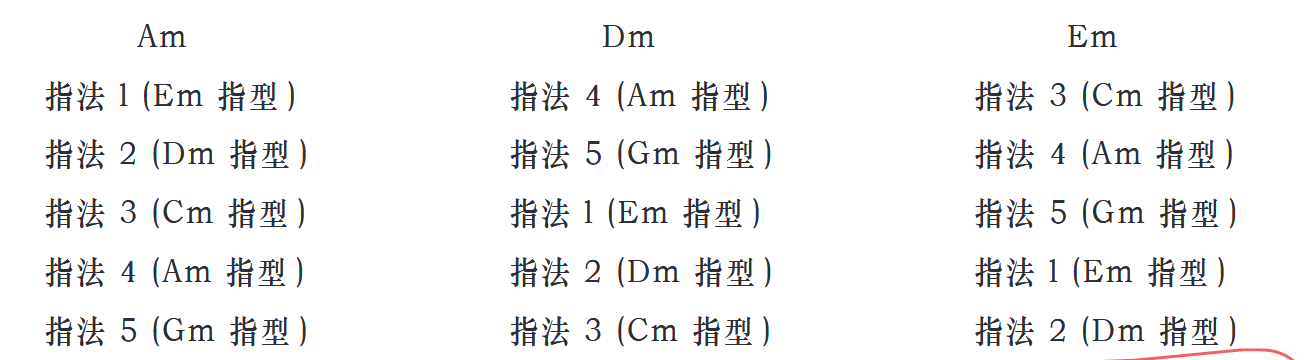 Am Dm Em
指法 1 (Em 指型) 指法 4 (Am 指型) 指法 3 (Cm 指型)
指法 2 (Dm 指型) 指法 5 (Gm 指型) 指法 4 (Am 指型)
指法 3 (Cm 指型) 指法 1 (Em 指型) 指法 5 (Gm 指型)
指法 4 (Am 指型) 指法 2 (Dm 指型) 指法 1 (Em 指型)
指法 5 (Gm 指型) 指法 3 (Cm 指型) 指法 2 (Dm 指型)